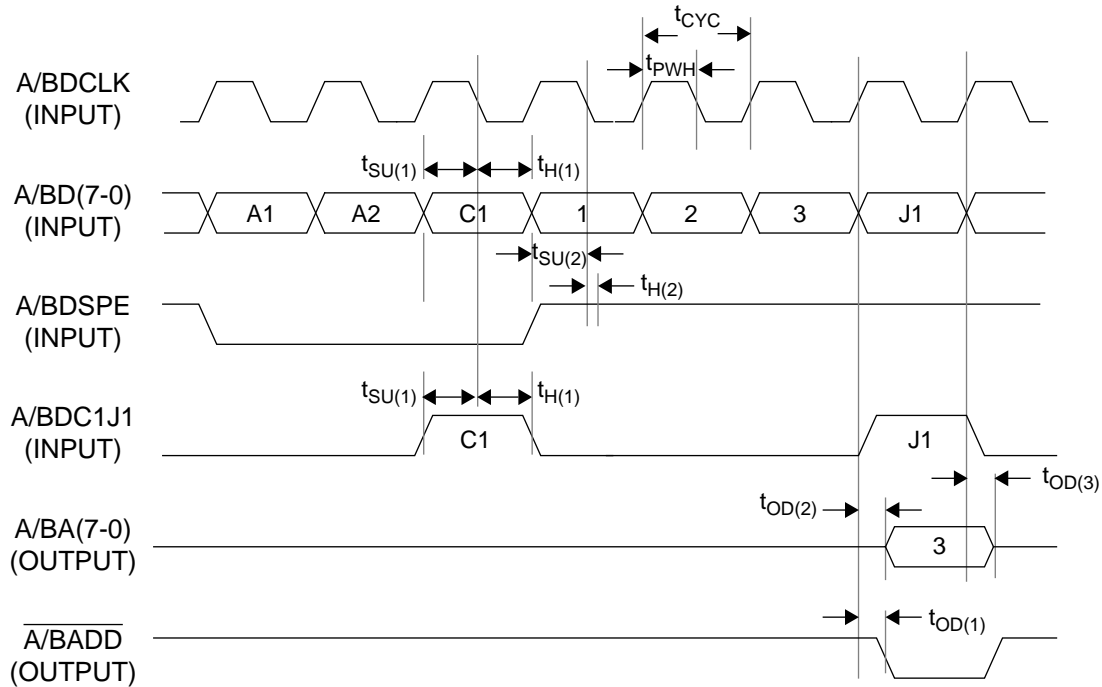 tCYC
tPWH
A/BDCLK
(INPUT)
tSU(1) tH(1)
A/BD(7-0)
(INPUT)
A1 A2 C1 1 2 3 J1
tSU(2)
tH(2)
A/BDSPE
(INPUT)
tSU(1) tH(1)
A/BDC1J1
(INPUT)
C1 J1
tOD(3)
tOD(2)
A/BA(7-0)
(OUTPUT)
3
tOD(1)
A/BADD
(OUTPUT)